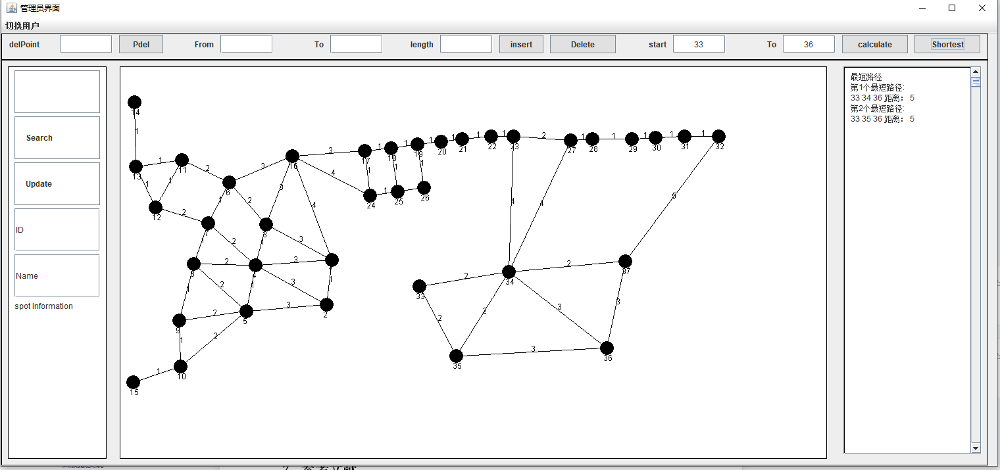 管理员界面
切换用户
delPoint Pdel From To length insert Delete start 33 To 36 calculate Shortest
Search
Update
ID
Name
spot Information
最短路径
第1个最短路径:
33 34 36 距离: 5
第2个最短路径:
33 35 36 距离: 5
14
1
32
1 1 1 2 1 1 1 1 1
3 17 18 19 20 21 22 23 27 28 29 30 31
13 1 11 2 3 16
1 1 4 1 1 1
6 3 4 24 1 25 26
12 2 1 2 5
7 3 4 4
1 2 1 3
8 2 4 3 1 2 37
1 2 1 3 1 2 34
33
9 2 5 3 2 2 2 3 3
1 2 35 3 36
15 1 10